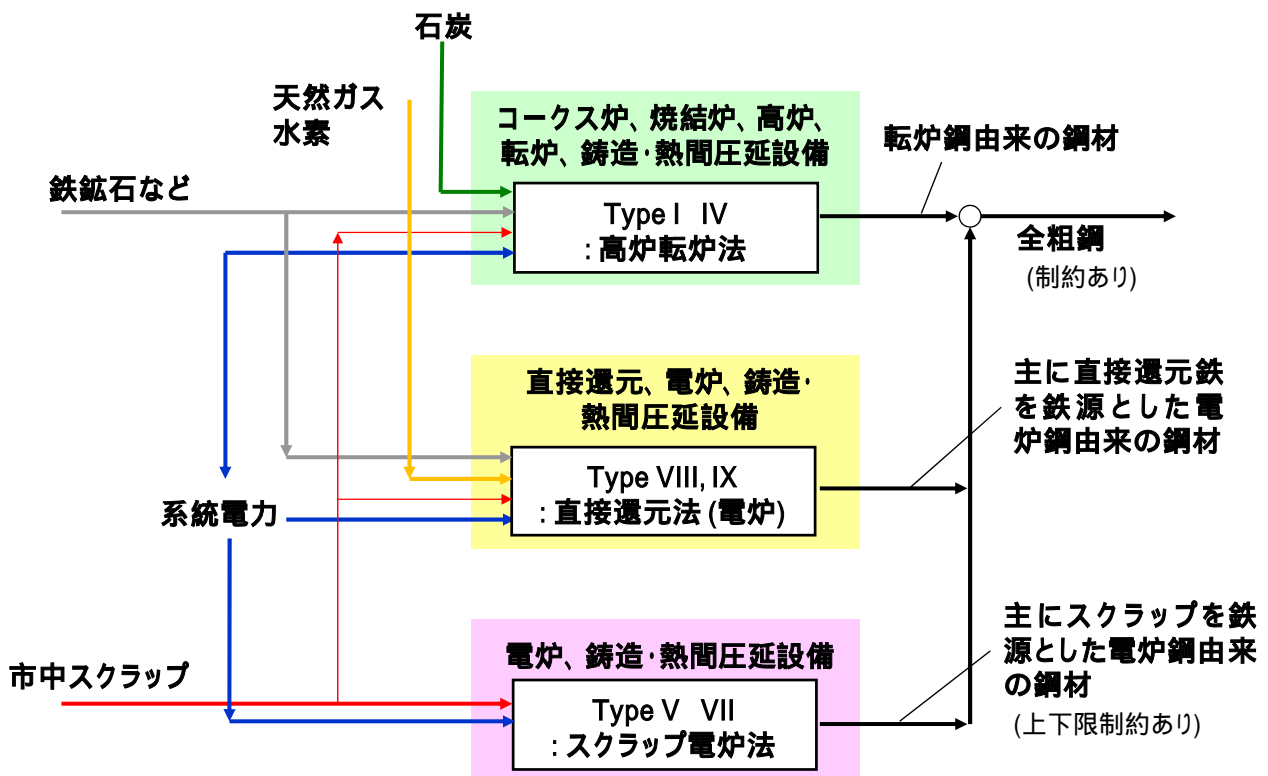 石炭
天然ガス
水素
コークス炉、焼結炉、高炉、
転炉、鋳造・熱間圧延設備
転炉鋼由来の鋼材
鉄鉱石など
Type I   IV
: 高炉転炉法
全粗鋼
(制約あり)
直接還元、電炉、鋳造・
熱間圧延設備
主に直接還元鉄
を鉄源とした電
炉鋼由来の鋼材
Type VIII, IX
: 直接還元法 (電炉)
系統電力
主にスクラップを鉄
源とした電炉鋼由来
の鋼材
(上下限制約あり)
電炉、鋳造・熱間圧延設備
市中スクラップ
Type V   VII
: スクラップ電炉法